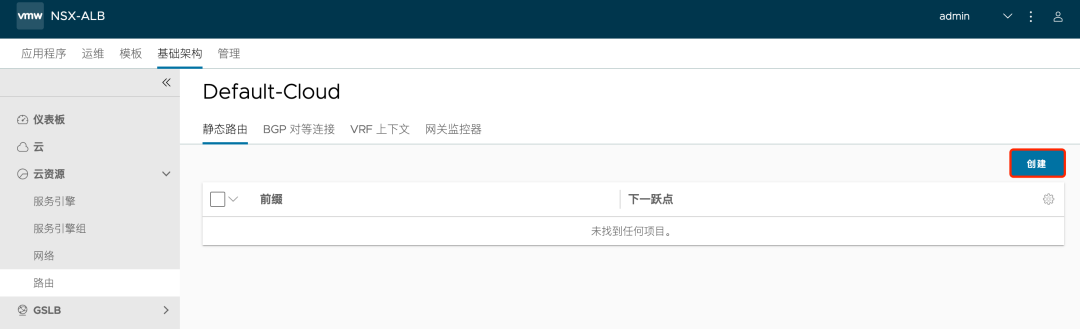 vmw NSX-ALB admin
应用程序 运维 模板 基础架构 管理
Default-Cloud
静态路由 BGP 对等连接 VRF 上下文 网关监控器
创建
前缀 下一跃点
未找到任何项目。
仪表板
云
云资源
服务引擎
服务引擎组
网络
路由
GSLB